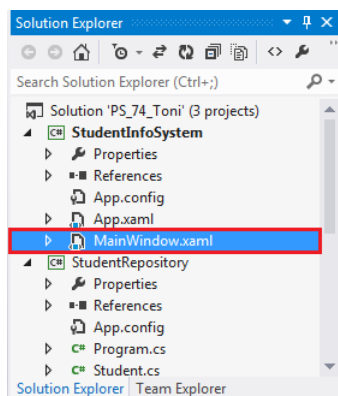 Solution Explorer
Search Solution Explorer (Ctrl+;)
Solution 'PS_74_Toni' (3 projects)
C# StudentInfoSystem
Properties
References
App.config
App.xaml
MainWindow.xaml
C# StudentRepository
Properties
References
App.config
C# Program.cs
C# Student.cs
Solution Explorer Team Explorer